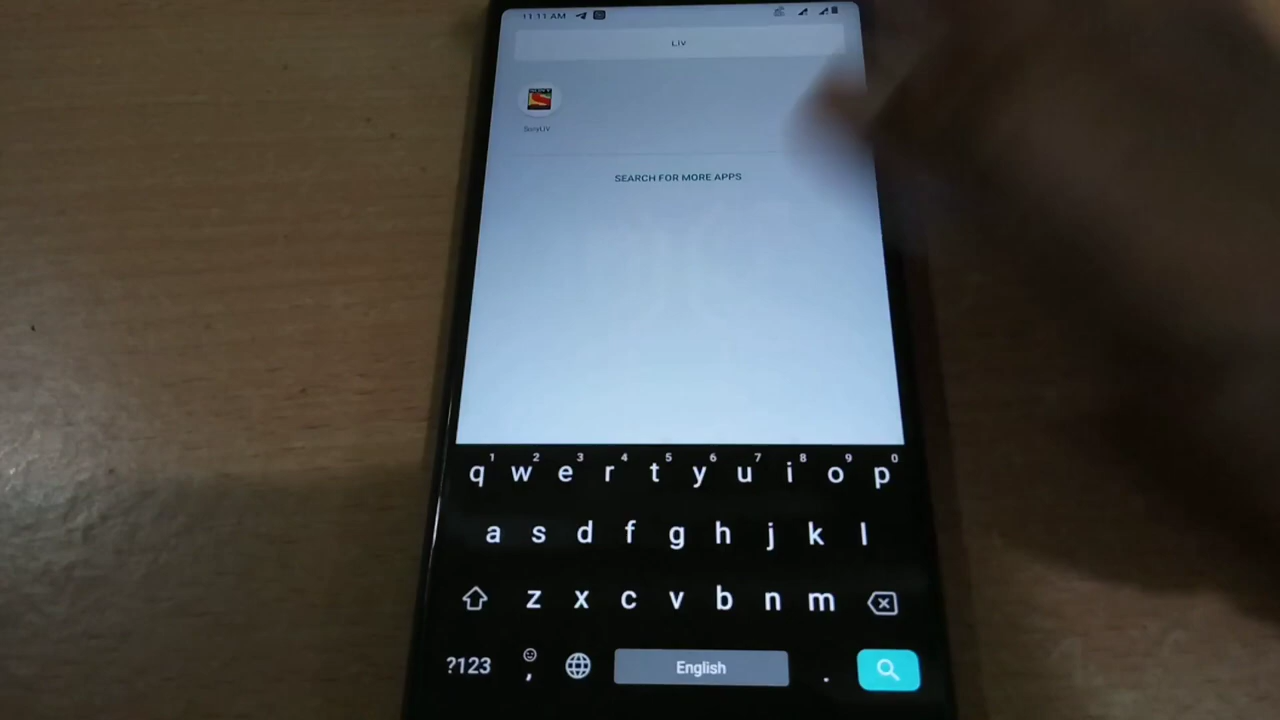 11:11 AM
Liv
SONY
SonyLIV
SEARCH FOR MORE APPS
1 2 3 4 5 6 7 8 9 0
q w e r t y u i o p
a s d f g h j k l
z x c v b n m
?123 , English .